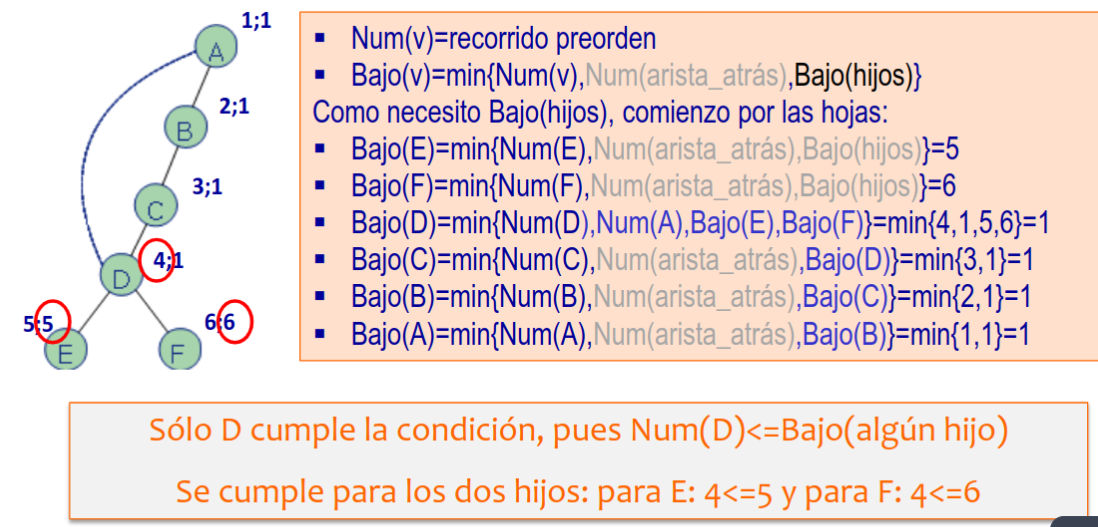 1;1
A
2;1
B
3;1
C
4;1
D
5;5
E
6;6
F
▪ Num(v)=recorrido preorden
▪ Bajo(v)=min{Num(v),Num(arista_atrás),Bajo(hijos)}
Como necesito Bajo(hijos), comienzo por las hojas:
▪ Bajo(E)=min{Num(E),Num(arista_atrás),Bajo(hijos)}=5
▪ Bajo(F)=min{Num(F),Num(arista_atrás),Bajo(hijos)}=6
▪ Bajo(D)=min{Num(D),Num(A),Bajo(E),Bajo(F)}=min{4,1,5,6}=1
▪ Bajo(C)=min{Num(C),Num(arista_atrás),Bajo(D)}=min{3,1}=1
▪ Bajo(B)=min{Num(B),Num(arista_atrás),Bajo(C)}=min{2,1}=1
▪ Bajo(A)=min{Num(A),Num(arista_atrás),Bajo(B)}=min{1,1}=1
Sólo D cumple la condición, pues Num(D)<=Bajo(algún hijo)
Se cumple para los dos hijos: para E: 4<=5 y para F: 4<=6